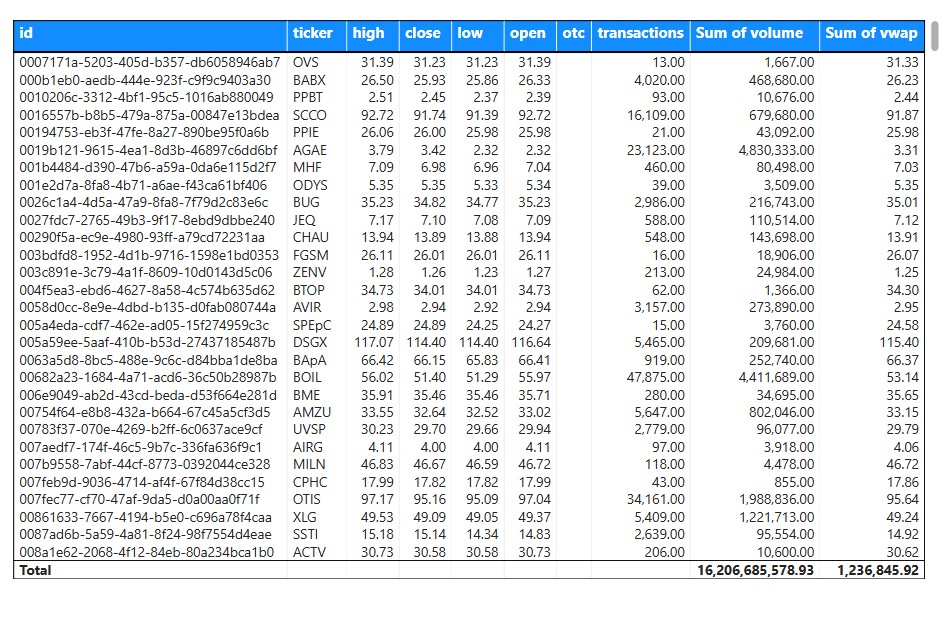 id ticker high close low open otc transactions Sum of volume Sum of vwap
0007171a-5203-405d-b357-db6058946ab7 OVS 31.39 31.23 31.23 31.39 13.00 1,667.00 31.33
000b1eb0-aedb-444e-923f-c9f9c9403a30 BABX 26.50 25.93 25.86 26.33 4,020.00 468,680.00 26.23
0010206c-3312-4bf1-95c5-1016ab880049 PPBT 2.51 2.45 2.37 2.39 93.00 10,676.00 2.44
0016557b-b8b5-479a-875a-00847e13bdea SCCO 92.72 91.74 91.39 92.72 16,109.00 679,680.00 91.87
00194753-eb3f-47fe-8a27-890be95f0a6b PPIE 26.06 26.00 25.98 25.98 21.00 43,092.00 25.98
0019b121-9615-4ea1-8d3b-46897c6dd6bf AGAE 3.79 3.42 2.32 2.32 23,123.00 4,830,333.00 3.31
001b4484-d390-47b6-a59a-0da6e115d2f7 MHF 7.09 6.98 6.96 7.04 460.00 80,498.00 7.03
001e2d7a-8fa8-4b71-a6ae-f43ca61bf406 ODYS 5.35 5.35 5.33 5.34 39.00 3,509.00 5.35
0026c1a4-4d5a-47a9-8fa8-7f79d2c83e6c BUG 35.23 34.82 34.77 35.23 2,986.00 216,743.00 35.01
0027fdc7-2765-49b3-9f17-8ebd9dbbe240 JEQ 7.17 7.10 7.08 7.09 588.00 110,514.00 7.12
00290f5a-ec9e-4980-93ff-a79cd72231aa CHAU 13.94 13.89 13.88 13.94 548.00 143,698.00 13.91
003bdfd8-1952-4d1b-9716-1598e1bd0353 FGSM 26.11 26.01 26.01 26.11 16.00 18,906.00 26.07
003c891e-3c79-4a1f-8609-10d0143d5c06 ZENV 1.28 1.26 1.23 1.27 213.00 24,984.00 1.25
004f5ea3-ebd6-4627-8a58-4c574b635d62 BTOP 34.73 34.01 34.01 34.73 62.00 1,366.00 34.30
0058d0cc-8e9e-4dbd-b135-d0fab080744a AVIR 2.98 2.94 2.92 2.94 3,157.00 273,890.00 2.95
005a4eda-cdf7-462e-ad05-15f274959c3c SPEpC 24.89 24.89 24.25 24.27 15.00 3,760.00 24.58
005a59ee-5aaf-410b-b53d-27437185487b DSGX 117.07 114.40 114.40 116.64 5,465.00 209,681.00 115.40
0063a5d8-8bc5-488e-9c6c-d84bba1de8ba BApA 66.42 66.15 65.83 66.41 919.00 252,740.00 66.37
00682a23-1684-4a71-acd6-36c50b28987b BOIL 56.02 51.40 51.29 55.97 47,875.00 4,411,689.00 53.14
006e9049-ab2d-43cd-beda-d53f664e281d BME 35.91 35.46 35.46 35.71 280.00 34,695.00 35.65
00754f64-e8b8-432a-b664-67c45a5cf3d5 AMZU 33.55 32.64 32.52 33.02 5,647.00 802,046.00 33.15
00783f37-070e-4269-b2ff-6c0637ace9cf UVSP 30.23 29.70 29.66 29.94 2,779.00 96,077.00 29.79
007aedf7-174f-46c5-9b7c-336fa636f9c1 AIRG 4.11 4.00 4.00 4.11 97.00 3,918.00 4.06
007b9558-7abf-44cf-8773-0392044ce328 MILN 46.83 46.67 46.59 46.72 118.00 4,478.00 46.72
007feb9d-9036-4714-af4f-67f84d38cc15 CPHC 17.99 17.82 17.82 17.99 43.00 855.00 17.86
007fec77-cf70-47af-9da5-d0a00aa0f71f OTIS 97.17 95.16 95.09 97.04 34,161.00 1,988,836.00 95.64
00861633-7667-4194-b5e0-c696a78f4caa XLG 49.53 49.09 49.05 49.37 5,409.00 1,221,713.00 49.24
0087ad6b-5a59-4a81-8f24-98f7554d4eae SSTI 15.18 15.14 14.34 14.83 2,639.00 95,554.00 14.92
008a1e62-2068-4f12-84eb-80a234bca1b0 ACTV 30.73 30.58 30.58 30.73 206.00 10,600.00 30.62
Total 16,206,685,578.93 1,236,845.92